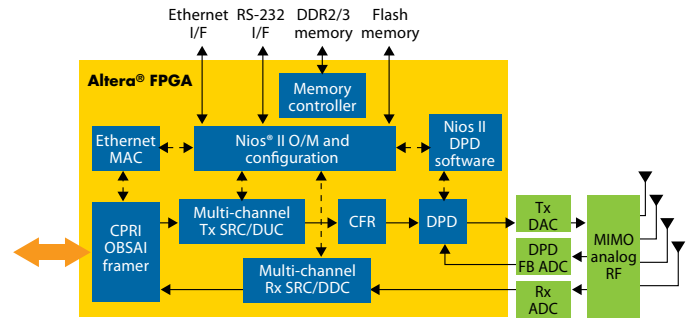 Ethernet I/F
RS-232 I/F
DDR2/3 memory
Flash memory
Altera® FPGA
Memory controller
Ethernet MAC
Nios® II O/M and configuration
Nios II DPD software
CPRI OBSAI framer
Multi-channel Tx SRC/DUC
CFR
DPD
Tx DAC
DPD FB ADC
MIMO analog RF
Multi-channel Rx SRC/DDC
Rx ADC